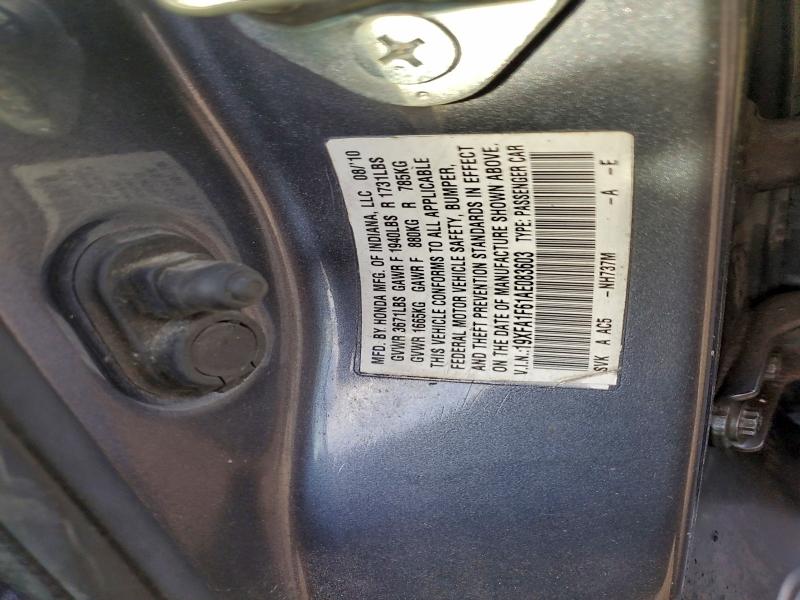 MFD. BY HONDA MFG. OF INDIANA, LLC 08/'10
GVWR 3671LBS GAWR F 1940LBS R 1731LBS
GVWR 1665KG GAWR F 880KG R 785KG
THIS VEHICLE CONFORMS TO ALL APPLICABLE
FEDERAL MOTOR VEHICLE SAFETY, BUMPER,
AND THEFT PREVENTION STANDARDS IN EFFECT
ON THE DATE OF MANUFACTURE SHOWN ABOVE.
V.I.N.:19XFA1F61AE083603 TYPE: PASSENGER CAR
SYK A AC5 -NH737M -A -E